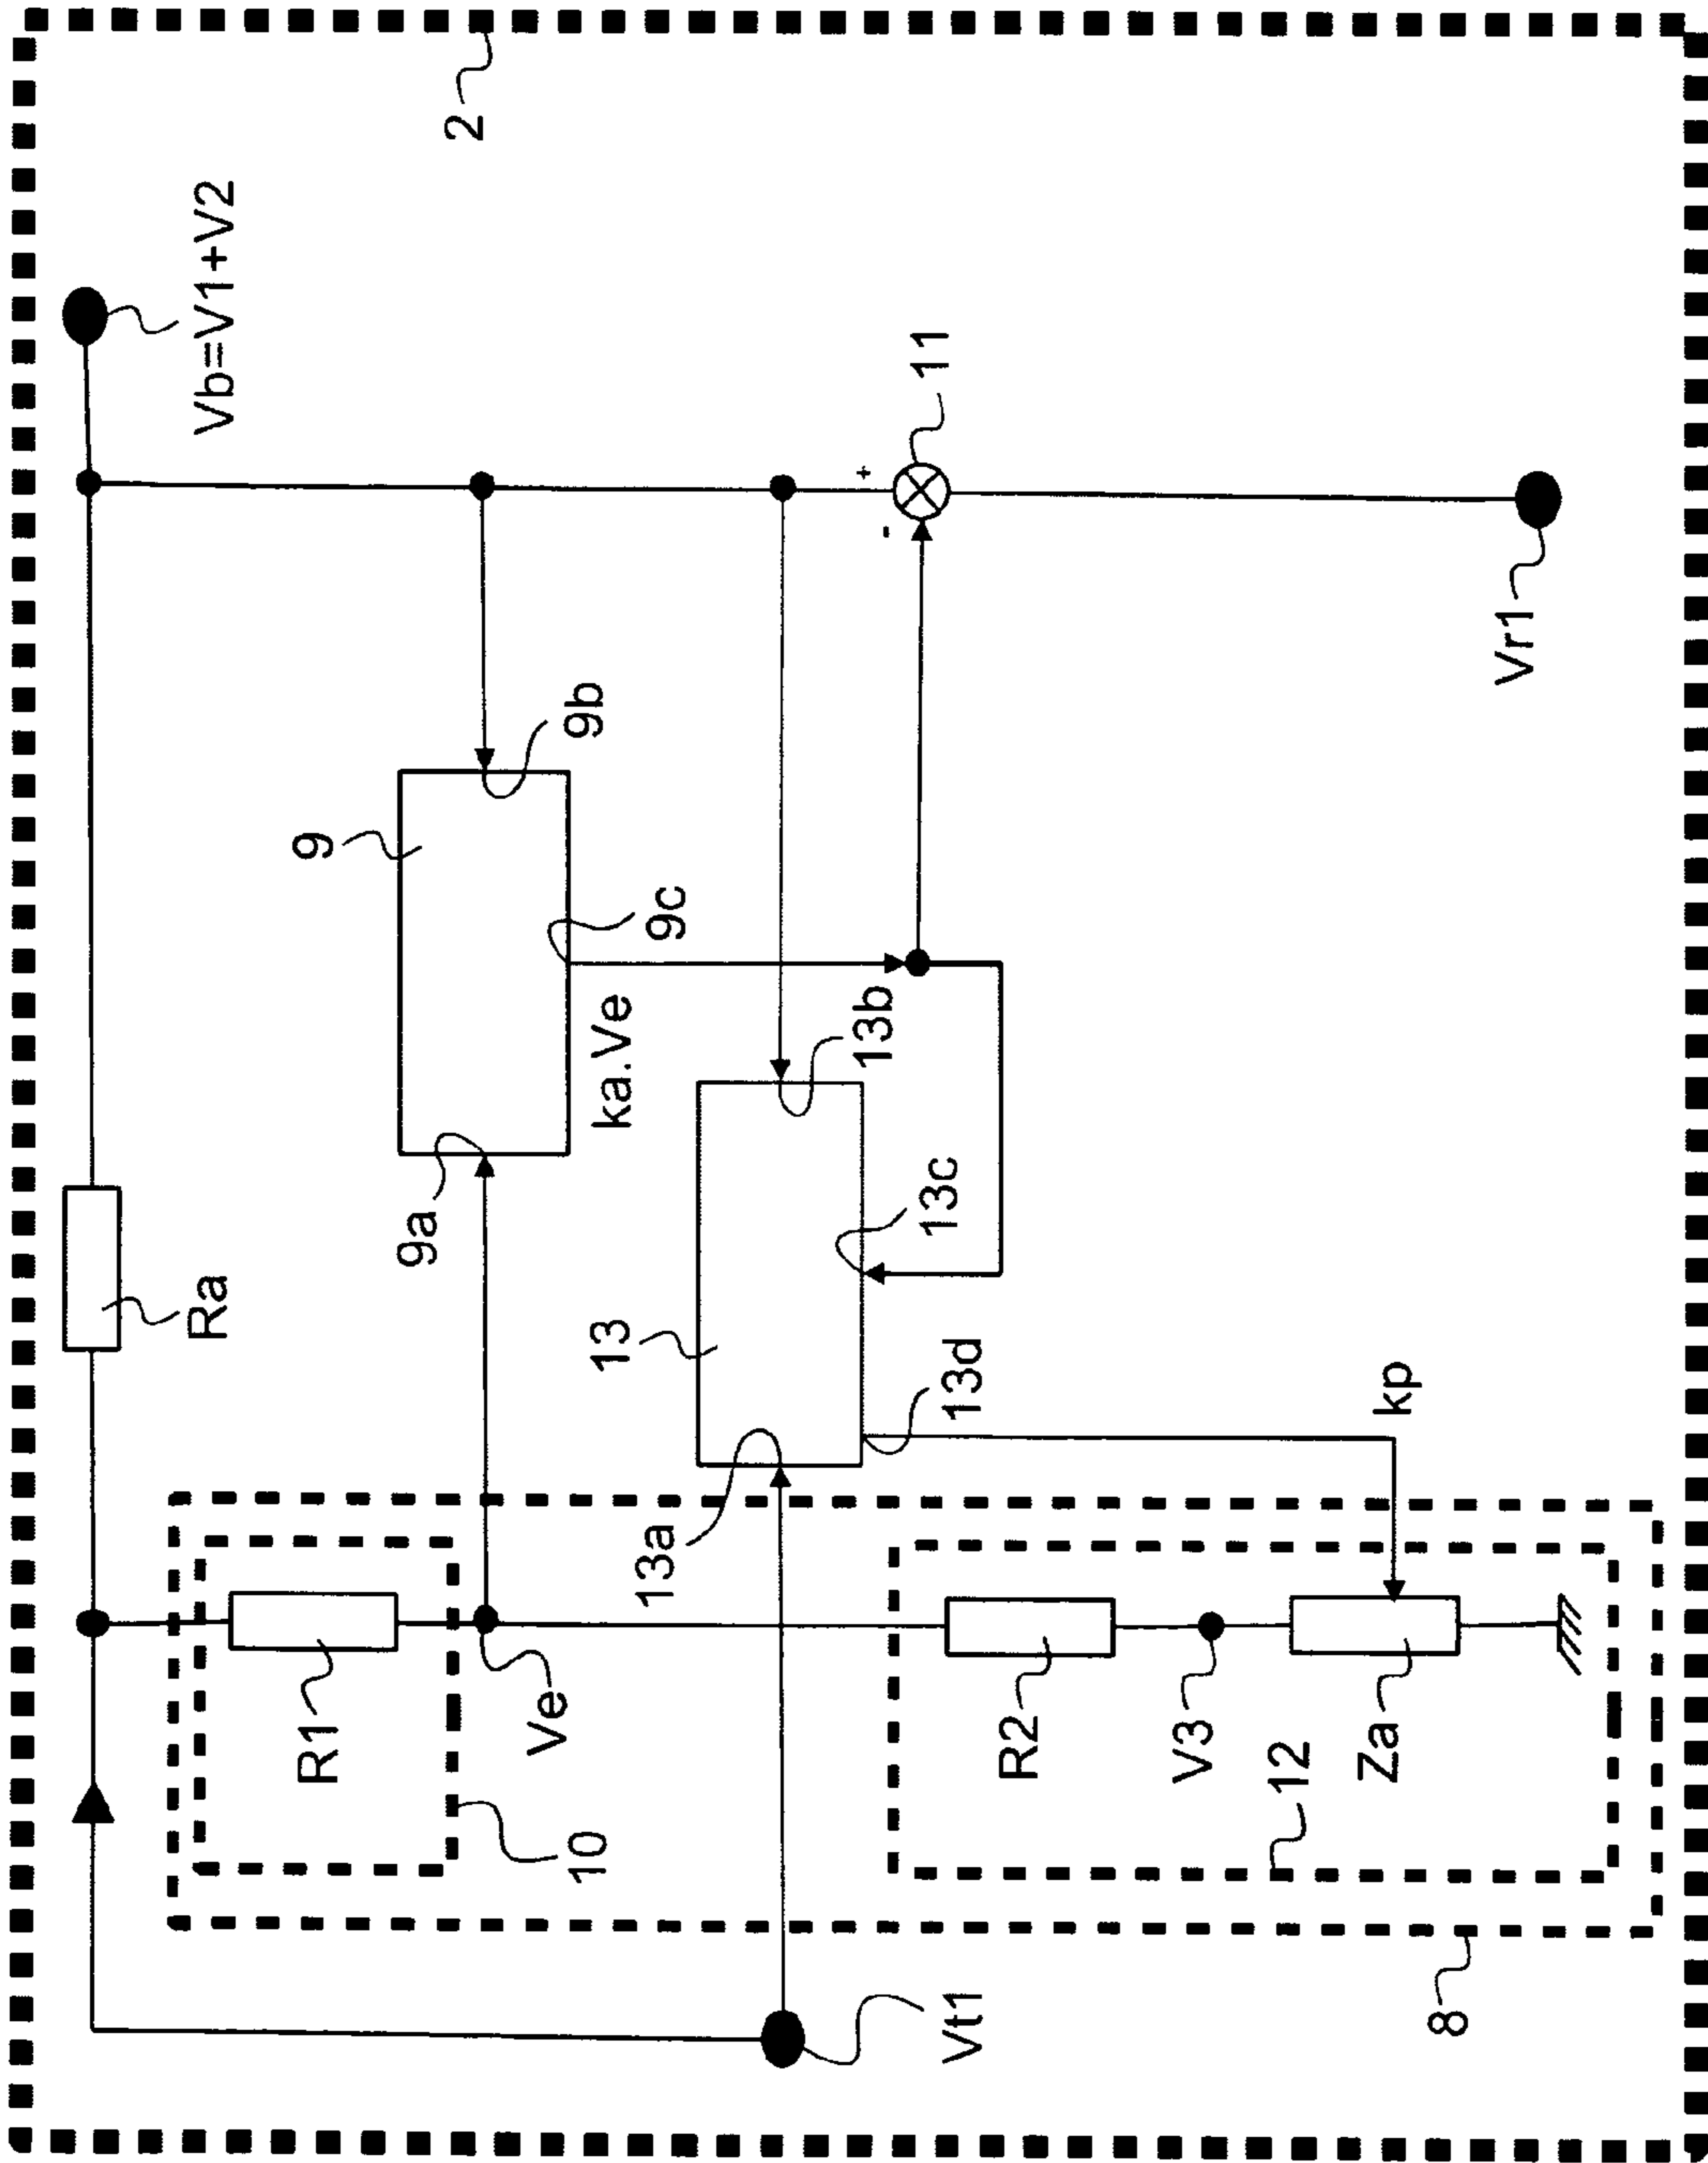 2
Vb=V1+V2
Ra
9
9b
9a
9c
ka.Ve
R1
Ve
10
13
13b
13a
13c
13d
+
-
11
kp
R2
V3
12
Za
Vt1
8
Vr1